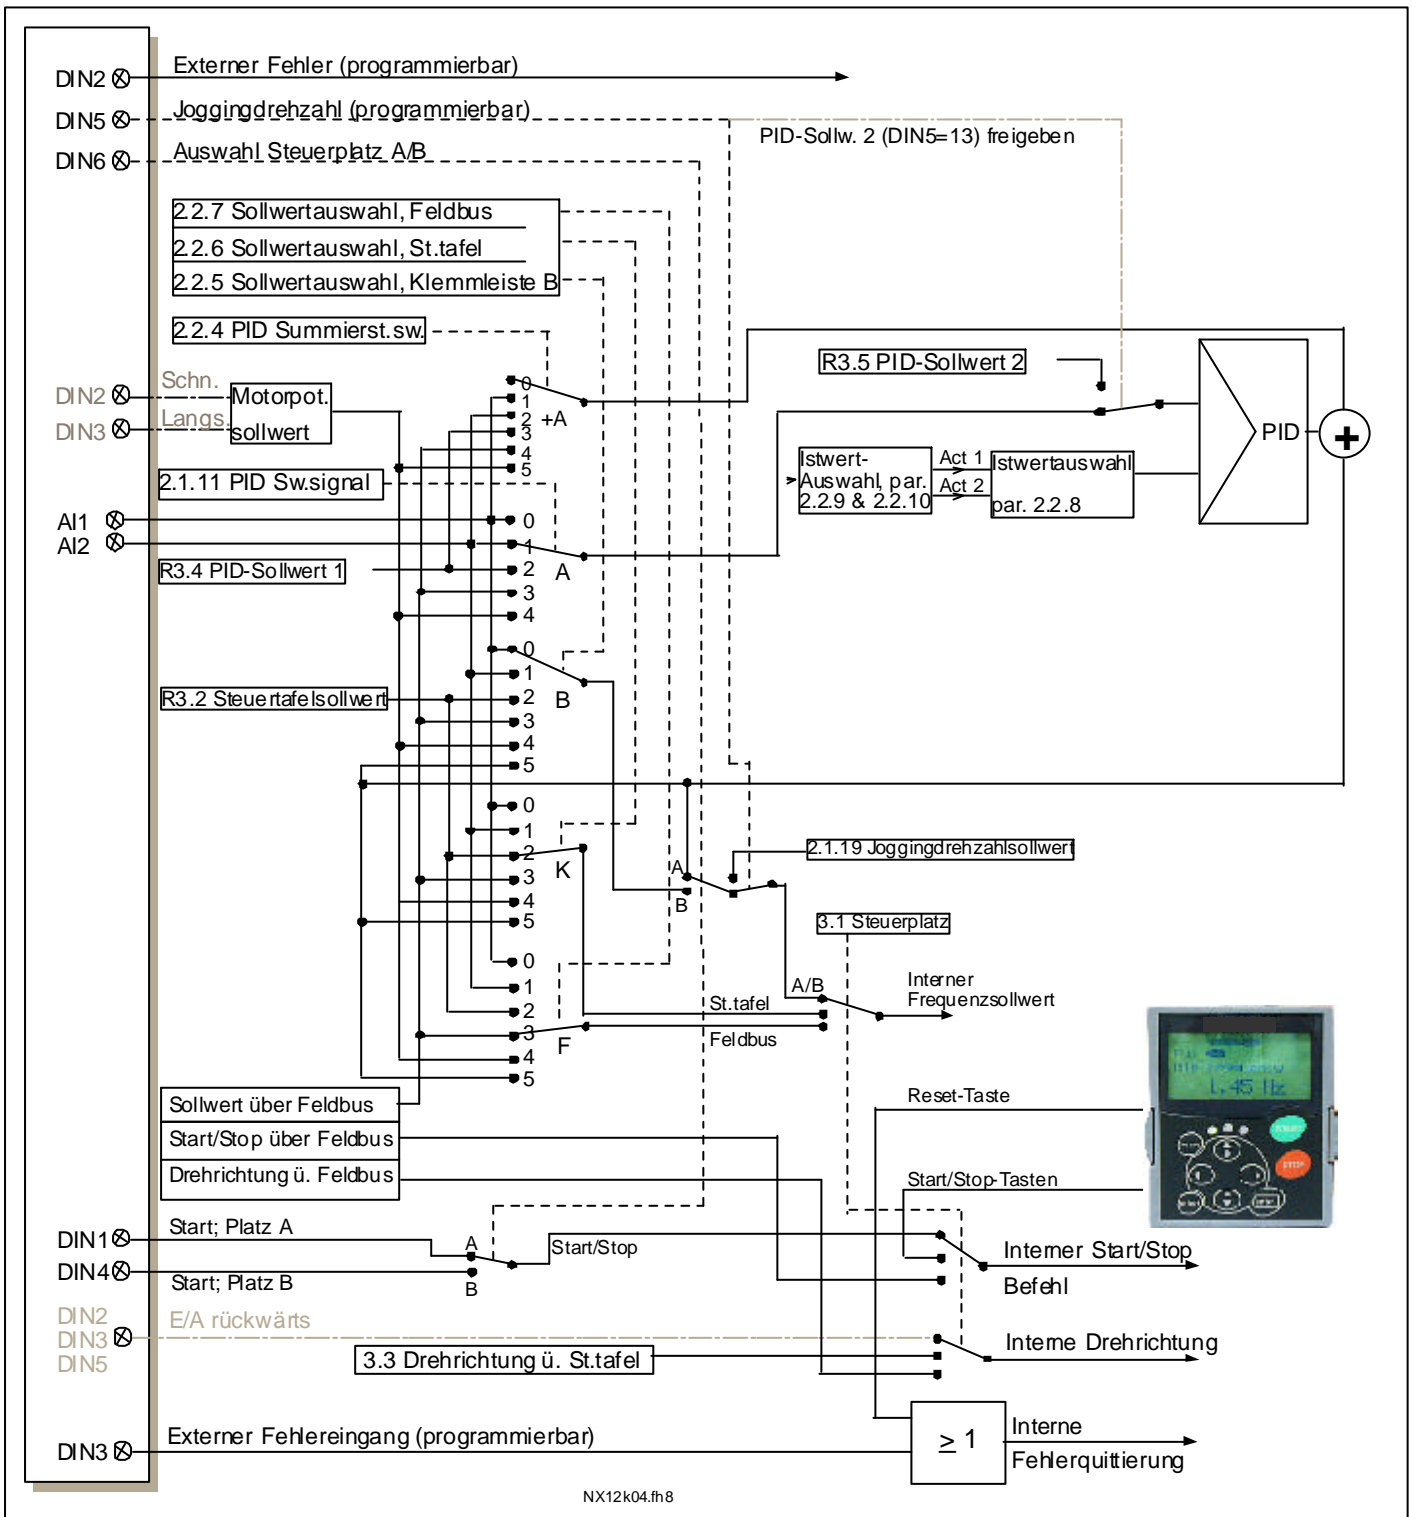 DIN2
Externer Fehler (programmierbar)
DIN5
Joggingdrehzahl (programmierbar)
PID-Sollw. 2 (DIN5=13) freigeben
DIN6
Auswahl Steuerplatz A/B
2.2.7 Sollwertauswahl, Feldbus
2.2.6 Sollwertauswahl, St.tafel
2.2.5 Sollwertauswahl, Klemmleiste B
2.2.4 PID Summierst.sw.
R3.5 PID-Sollwert 2
DIN2
Schn.
DIN3
Langs.
Motorpot.
sollwert
0
1
2
+A
3
4
5
PID
+
Istwert-
Auswahl, par.
2.2.9 & 2.2.10
Act 1
Act 2
Istwertauswahl
par. 2.2.8
2.1.11 PID Sw.signal
AI1
AI2
R3.4 PID-Sollwert 1
0
1
2
A
3
4
R3.2 Steuertafelsollwert
0
1
2
B
3
4
5
0
1
2
K
3
4
5
2.1.19 Joggingdrehzahlsollwert
A
B
3.1 Steuerplatz
0
1
2
3
F
4
5
A/B
St.tafel
Feldbus
Interner
Frequenzsollwert
1.45 Hz
START
STOP
Sollwert über Feldbus
Start/Stop über Feldbus
Drehrichtung ü. Feldbus
Reset-Taste
Start/Stop-Tasten
DIN1
Start; Platz A
DIN4
Start; Platz B
A
B
Start/Stop
Interner Start/Stop
Befehl
DIN2
DIN3
DIN5
E/A rückwärts
3.3 Drehrichtung ü. St.tafel
Interne Drehrichtung
DIN3
Externer Fehlereingang (programmierbar)
≥ 1
Interne
Fehlerquittierung
NX12k04.fh8